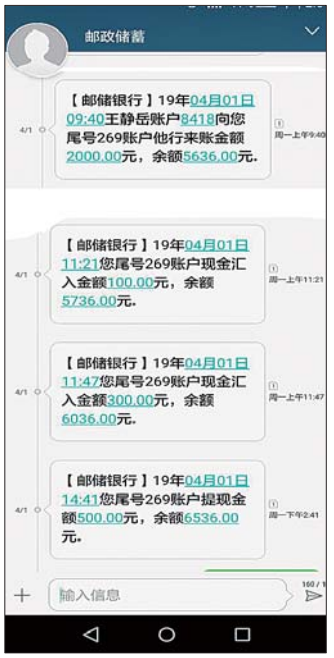 邮政储蓄
【邮储银行】19年04月01日
09:40王静岳账户8418向您
尾号269账户他行来账金额
2000.00元，余额5636.00元.
4/1
1
周一上午9:40
【邮储银行】19年04月01日
11:21您尾号269账户现金汇
入金额100.00元，余额
5736.00元.
4/1
1
周一上午11:21
【邮储银行】19年04月01日
11:47您尾号269账户现金汇
入金额300.00元，余额
6036.00元.
4/1
1
周一上午11:47
【邮储银行】19年04月01日
14:41您尾号269账户提现金
额500.00元，余额6536.00
元.
4/1
1
周一下午2:41
输入信息
160 / 1